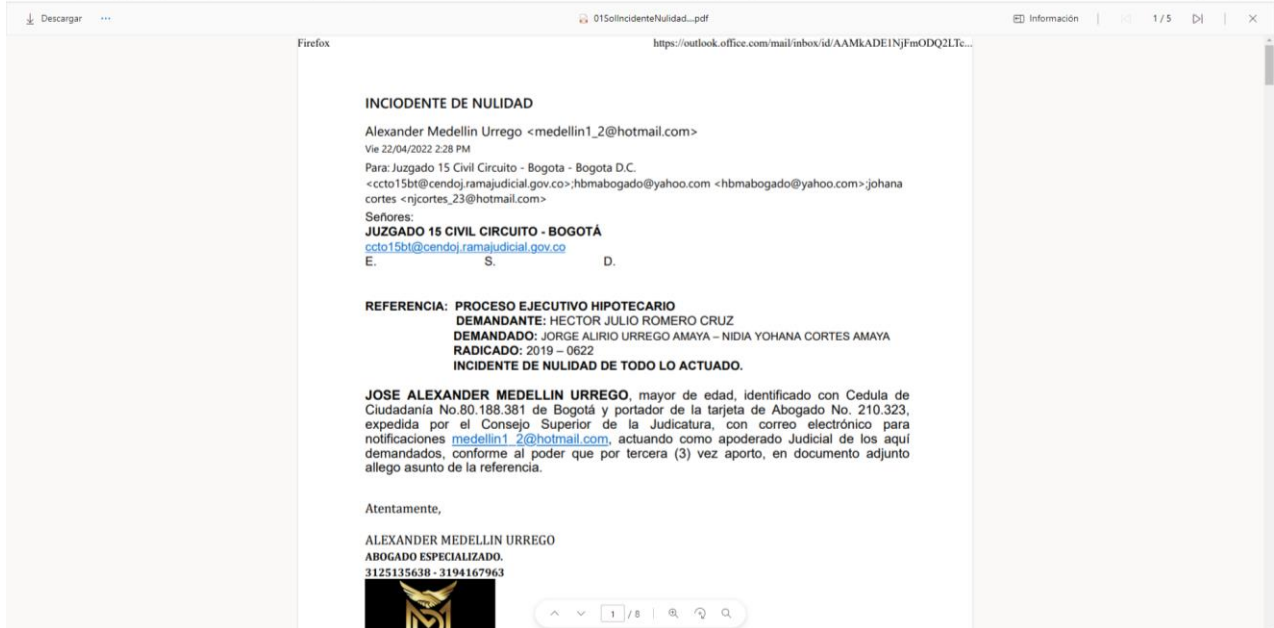 Descargar ...
01SolIncidenteNulidad....pdf
Información
1 / 5
Firefox
https://outlook.office.com/mail/inbox/id/AAMkADE1NjFmODQ2LTc...
INCIODENTE DE NULIDAD
Alexander Medellin Urrego <medellin1_2@hotmail.com>
Vie 22/04/2022 2:28 PM
Para: Juzgado 15 Civil Circuito - Bogota - Bogota D.C.
<ccto15bt@cendoj.ramajudicial.gov.co>;hbmabogado@yahoo.com <hbmabogado@yahoo.com>;johana
cortes <njcortes_23@hotmail.com>
Señores:
JUZGADO 15 CIVIL CIRCUITO - BOGOTÁ
ccto15bt@cendoj.ramajudicial.gov.co
E. S. D.
REFERENCIA: PROCESO EJECUTIVO HIPOTECARIO
DEMANDANTE: HECTOR JULIO ROMERO CRUZ
DEMANDADO: JORGE ALIRIO URREGO AMAYA – NIDIA YOHANA CORTES AMAYA
RADICADO: 2019 – 0622
INCIDENTE DE NULIDAD DE TODO LO ACTUADO.
JOSE ALEXANDER MEDELLIN URREGO, mayor de edad, identificado con Cedula de
Ciudadanía No.80.188.381 de Bogotá y portador de la tarjeta de Abogado No. 210.323,
expedida por el Consejo Superior de la Judicatura, con correo electrónico para
notificaciones medellin1_2@hotmail.com, actuando como apoderado Judicial de los aquí
demandados, conforme al poder que por tercera (3) vez aporto, en documento adjunto
allego asunto de la referencia.
Atentamente,
ALEXANDER MEDELLIN URREGO
ABOGADO ESPECIALIZADO.
3125135638 - 3194167963
1 / 8